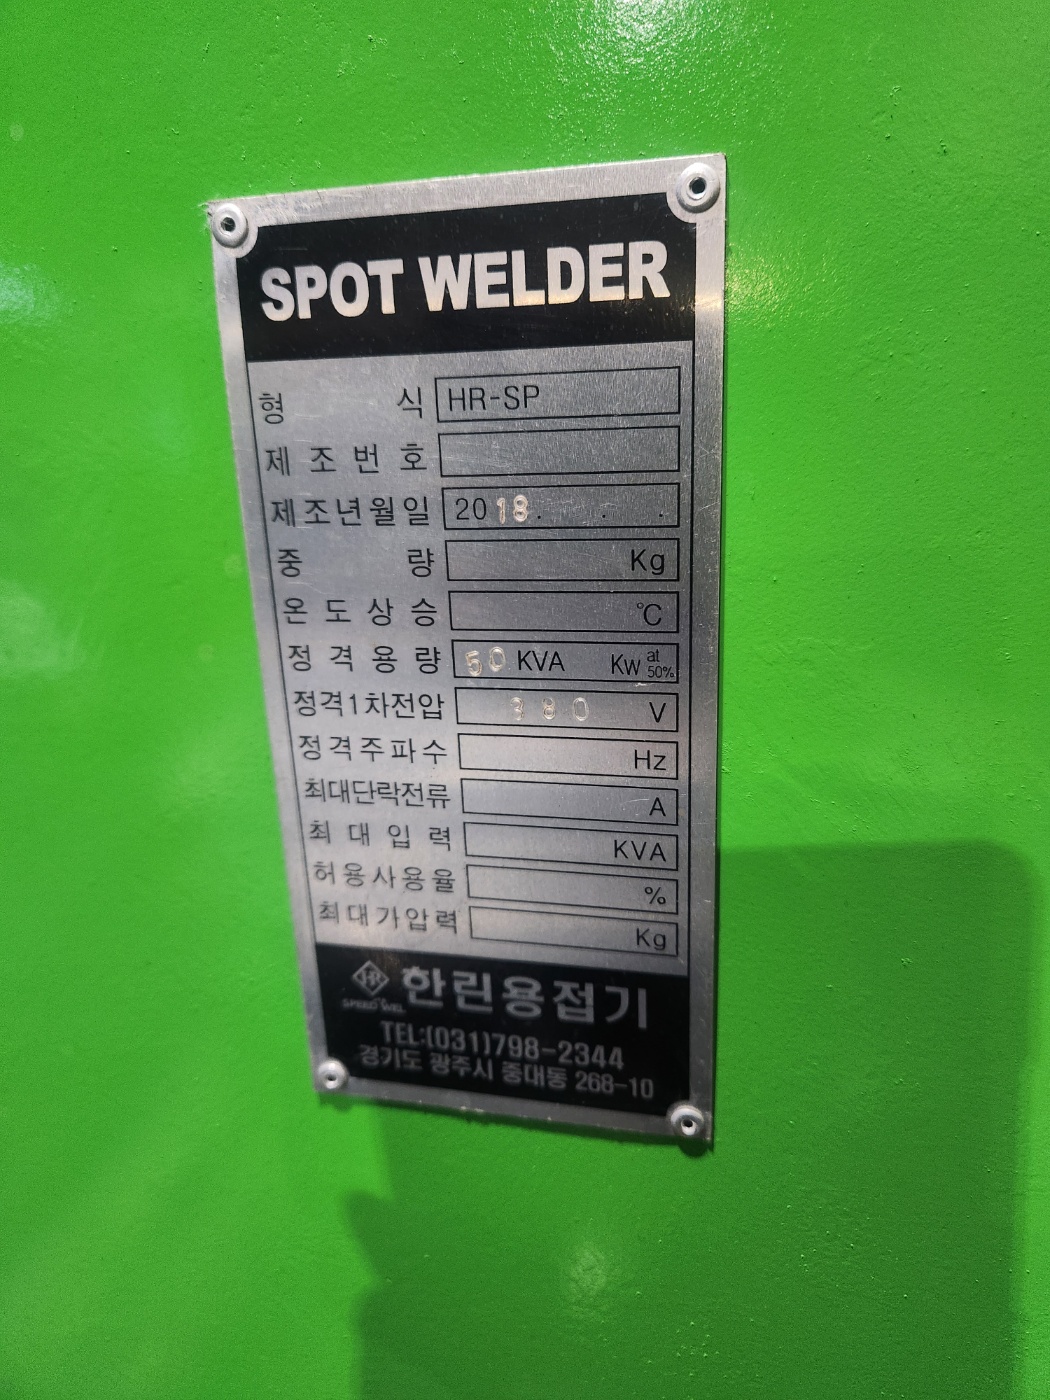 SPOT WELDER
형 식 HR-SP
제조번호
제조년월일 2018. . .
중 량 Kg
온도상승 ℃
정격용량 50 KVA Kw at 50%
정격1차전압 380 V
정격주파수 Hz
최대단락전류 A
최대입력 KVA
허용사용율 %
최대가압력 Kg
HR 한린용접기
SPEED WEL
TEL:(031)798-2344
경기도 광주시 중대동 268-10